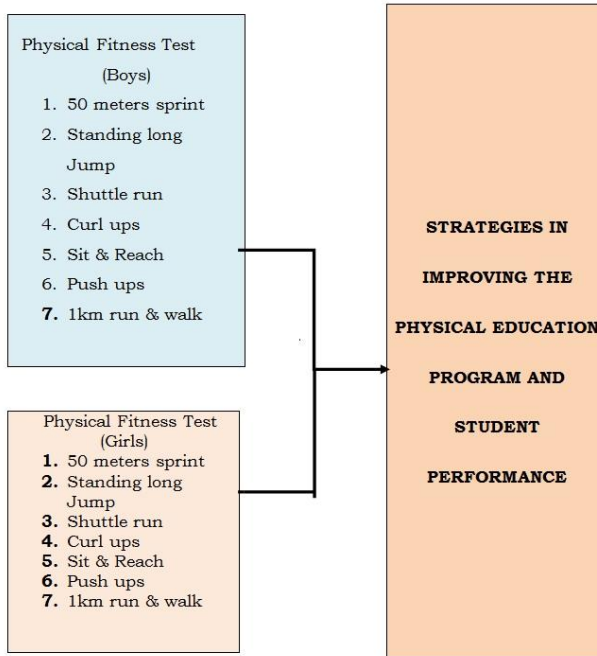 Physical Fitness Test
(Boys)
1. 50 meters sprint
2. Standing long
Jump
3. Shuttle run
4. Curl ups
5. Sit & Reach
6. Push ups
7. 1km run & walk
Physical Fitness Test
(Girls)
1. 50 meters sprint
2. Standing long
Jump
3. Shuttle run
4. Curl ups
5. Sit & Reach
6. Push ups
7. 1km run & walk
STRATEGIES IN
IMPROVING THE
PHYSICAL EDUCATION
PROGRAM AND
STUDENT
PERFORMANCE